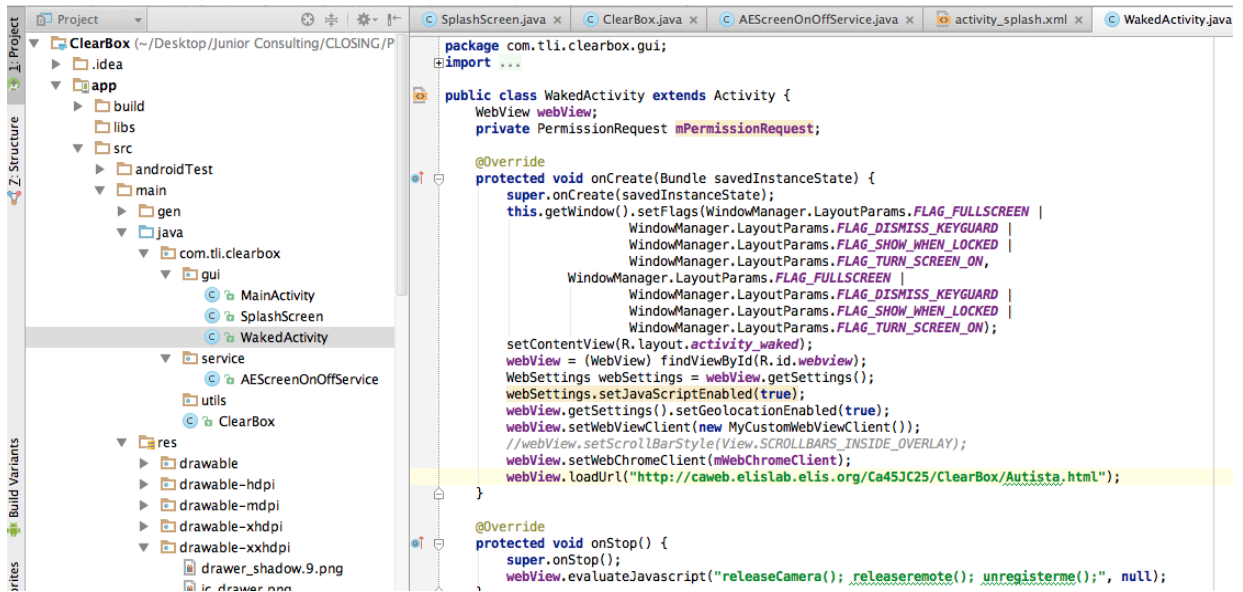 Project
SplashScreen.java
ClearBox.java
AEScreenOnOffService.java
activity_splash.xml
WakedActivity.java
1: Project
Z: Structure
Build Variants
ClearBox (~/Desktop/Junior Consulting/CLOSING/P
.idea
app
build
libs
src
androidTest
main
gen
java
com.tli.clearbox
gui
MainActivity
SplashScreen
WakedActivity
service
AEScreenOnOffService
utils
ClearBox
res
drawable
drawable-hdpi
drawable-mdpi
drawable-xhdpi
drawable-xxhdpi
drawer_shadow.9.png
ic_drawer.png
package com.tli.clearbox.gui;
import ...
public class WakedActivity extends Activity {
WebView webView;
private PermissionRequest mPermissionRequest;
@Override
protected void onCreate(Bundle savedInstanceState) {
super.onCreate(savedInstanceState);
this.getWindow().setFlags(WindowManager.LayoutParams.FLAG_FULLSCREEN |
WindowManager.LayoutParams.FLAG_DISMISS_KEYGUARD |
WindowManager.LayoutParams.FLAG_SHOW_WHEN_LOCKED |
WindowManager.LayoutParams.FLAG_TURN_SCREEN_ON,
WindowManager.LayoutParams.FLAG_FULLSCREEN |
WindowManager.LayoutParams.FLAG_DISMISS_KEYGUARD |
WindowManager.LayoutParams.FLAG_SHOW_WHEN_LOCKED |
WindowManager.LayoutParams.FLAG_TURN_SCREEN_ON);
setContentView(R.layout.activity_waked);
webView = (WebView) findViewById(R.id.webview);
WebSettings webSettings = webView.getSettings();
webSettings.setJavaScriptEnabled(true);
webView.getSettings().setGeolocationEnabled(true);
webView.setWebViewClient(new MyCustomWebViewClient());
//webView.setScrollBarStyle(View.SCROLLBARS_INSIDE_OVERLAY);
webView.setWebChromeClient(mWebChromeClient);
webView.loadUrl("http://caweb.elislab.elis.org/Ca45JC25/ClearBox/Autista.html");
}
@Override
protected void onStop() {
super.onStop();
webView.evaluateJavascript("releaseCamera(); releaseremote(); unregisterme();", null);